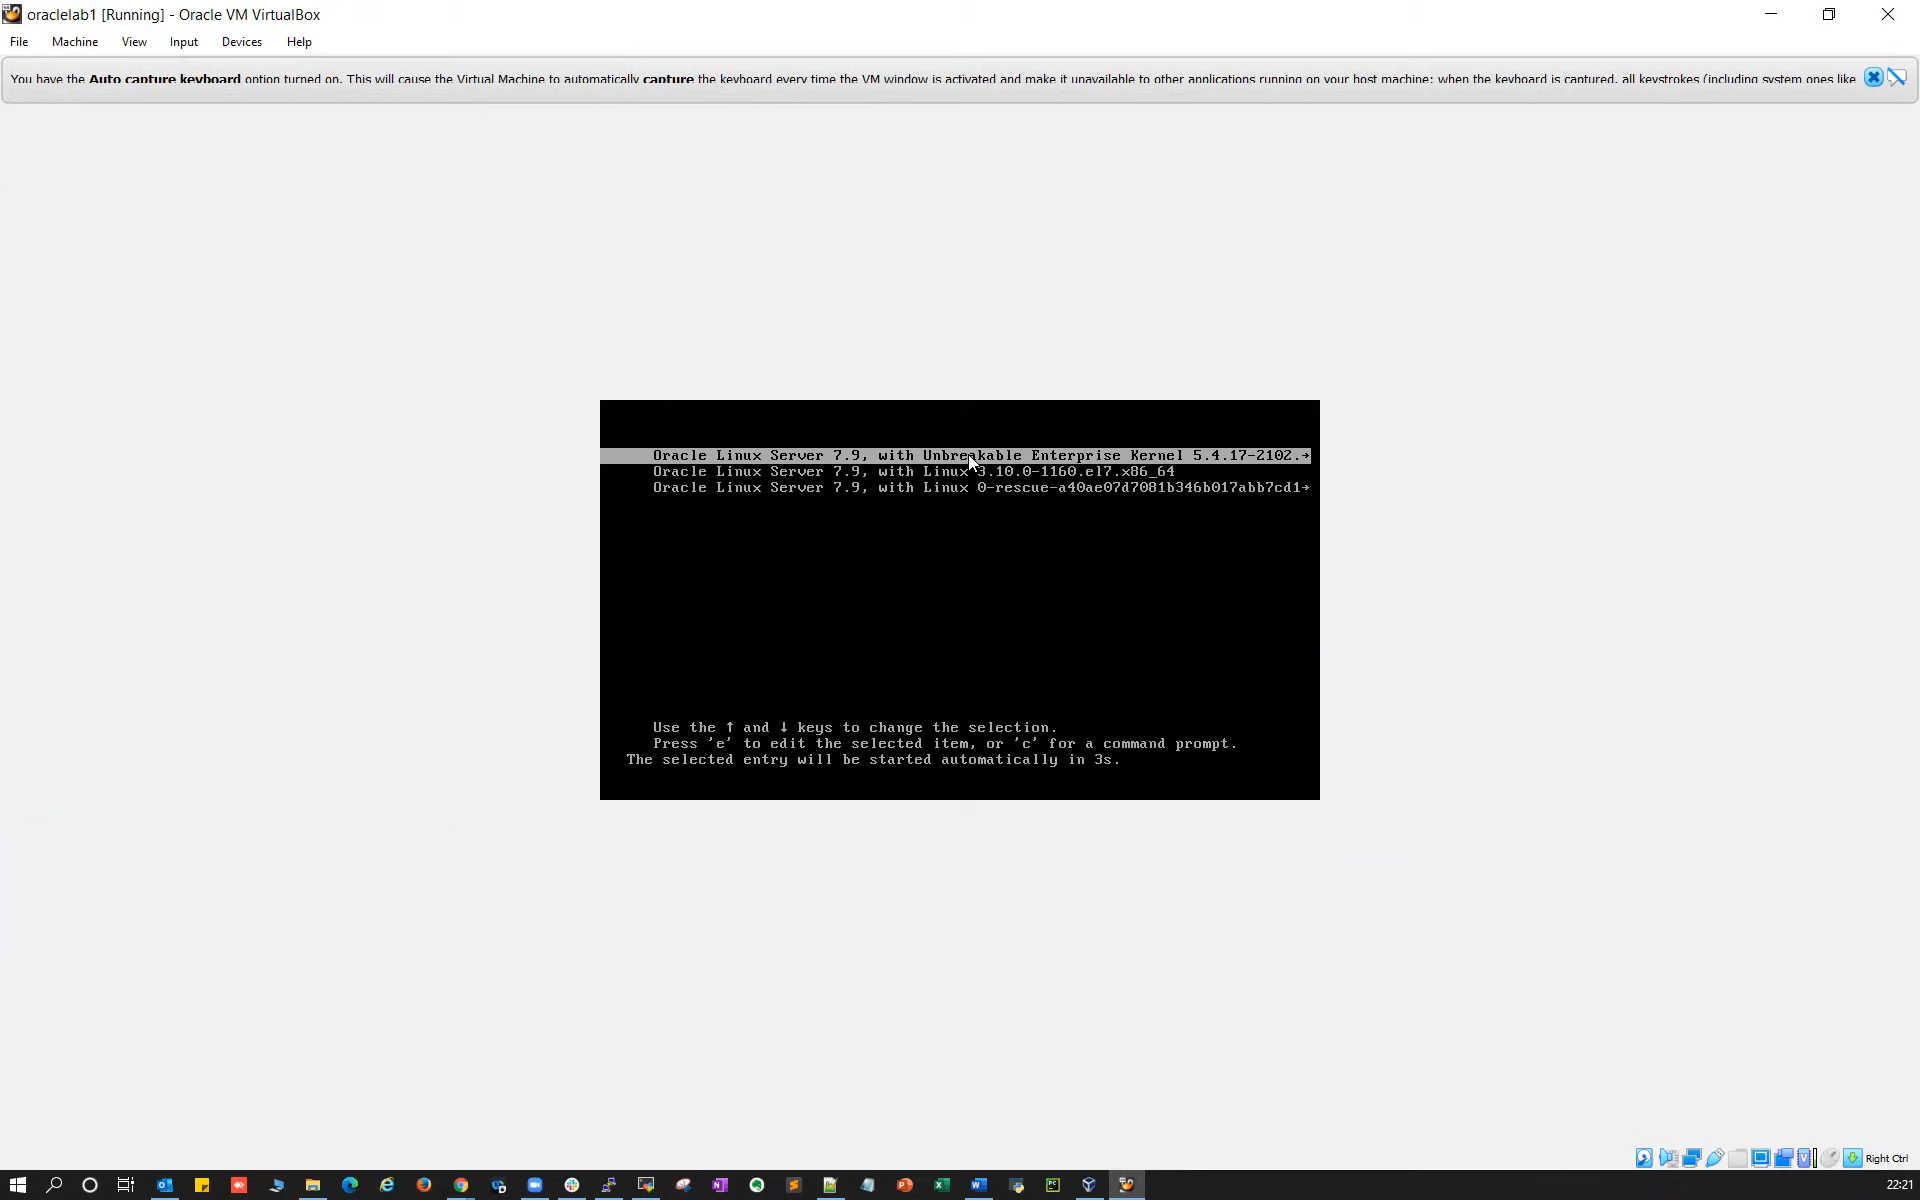 oraclelab1 [Running] - Oracle VM VirtualBox
File Machine View Input Devices Help
You have the Auto capture keyboard option turned on. This will cause the Virtual Machine to automatically capture the keyboard every time the VM window is activated and make it unavailable to other applications running on your host machine: when the keyboard is captured, all keystrokes (including system ones like
Oracle Linux Server 7.9, with Unbreakable Enterprise Kernel 5.4.17-2102.→
Oracle Linux Server 7.9, with Linux 3.10.0-1160.el7.x86_64
Oracle Linux Server 7.9, with Linux 0-rescue-a40ae07d7081b346b017abb7cd1→
Use the ↑ and ↓ keys to change the selection.
Press 'e' to edit the selected item, or 'c' for a command prompt.
The selected entry will be started automatically in 3s.
Right Ctrl
22:21